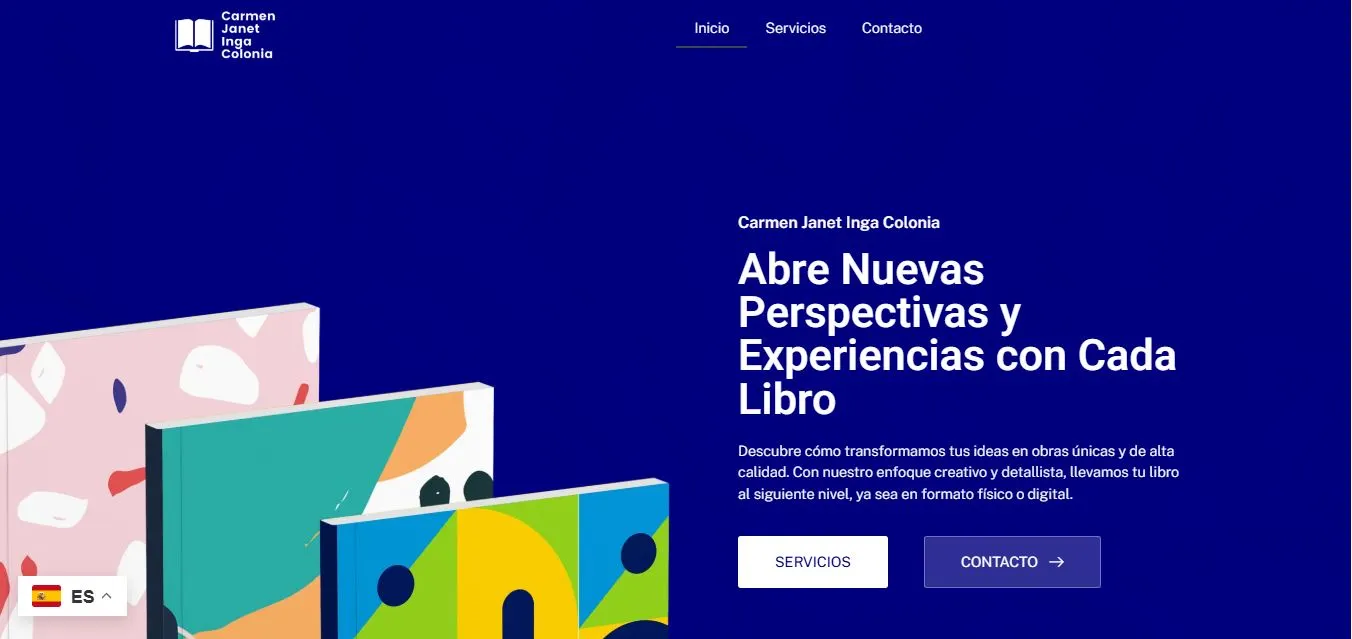 Carmen
Janet
Inga
Colonia
Inicio
Servicios
Contacto
Carmen Janet Inga Colonia
Abre Nuevas
Perspectivas y
Experiencias con Cada
Libro
Descubre cómo transformamos tus ideas en obras únicas y de alta
calidad. Con nuestro enfoque creativo y detallista, llevamos tu libro
al siguiente nivel, ya sea en formato físico o digital.
SERVICIOS
CONTACTO →
ES